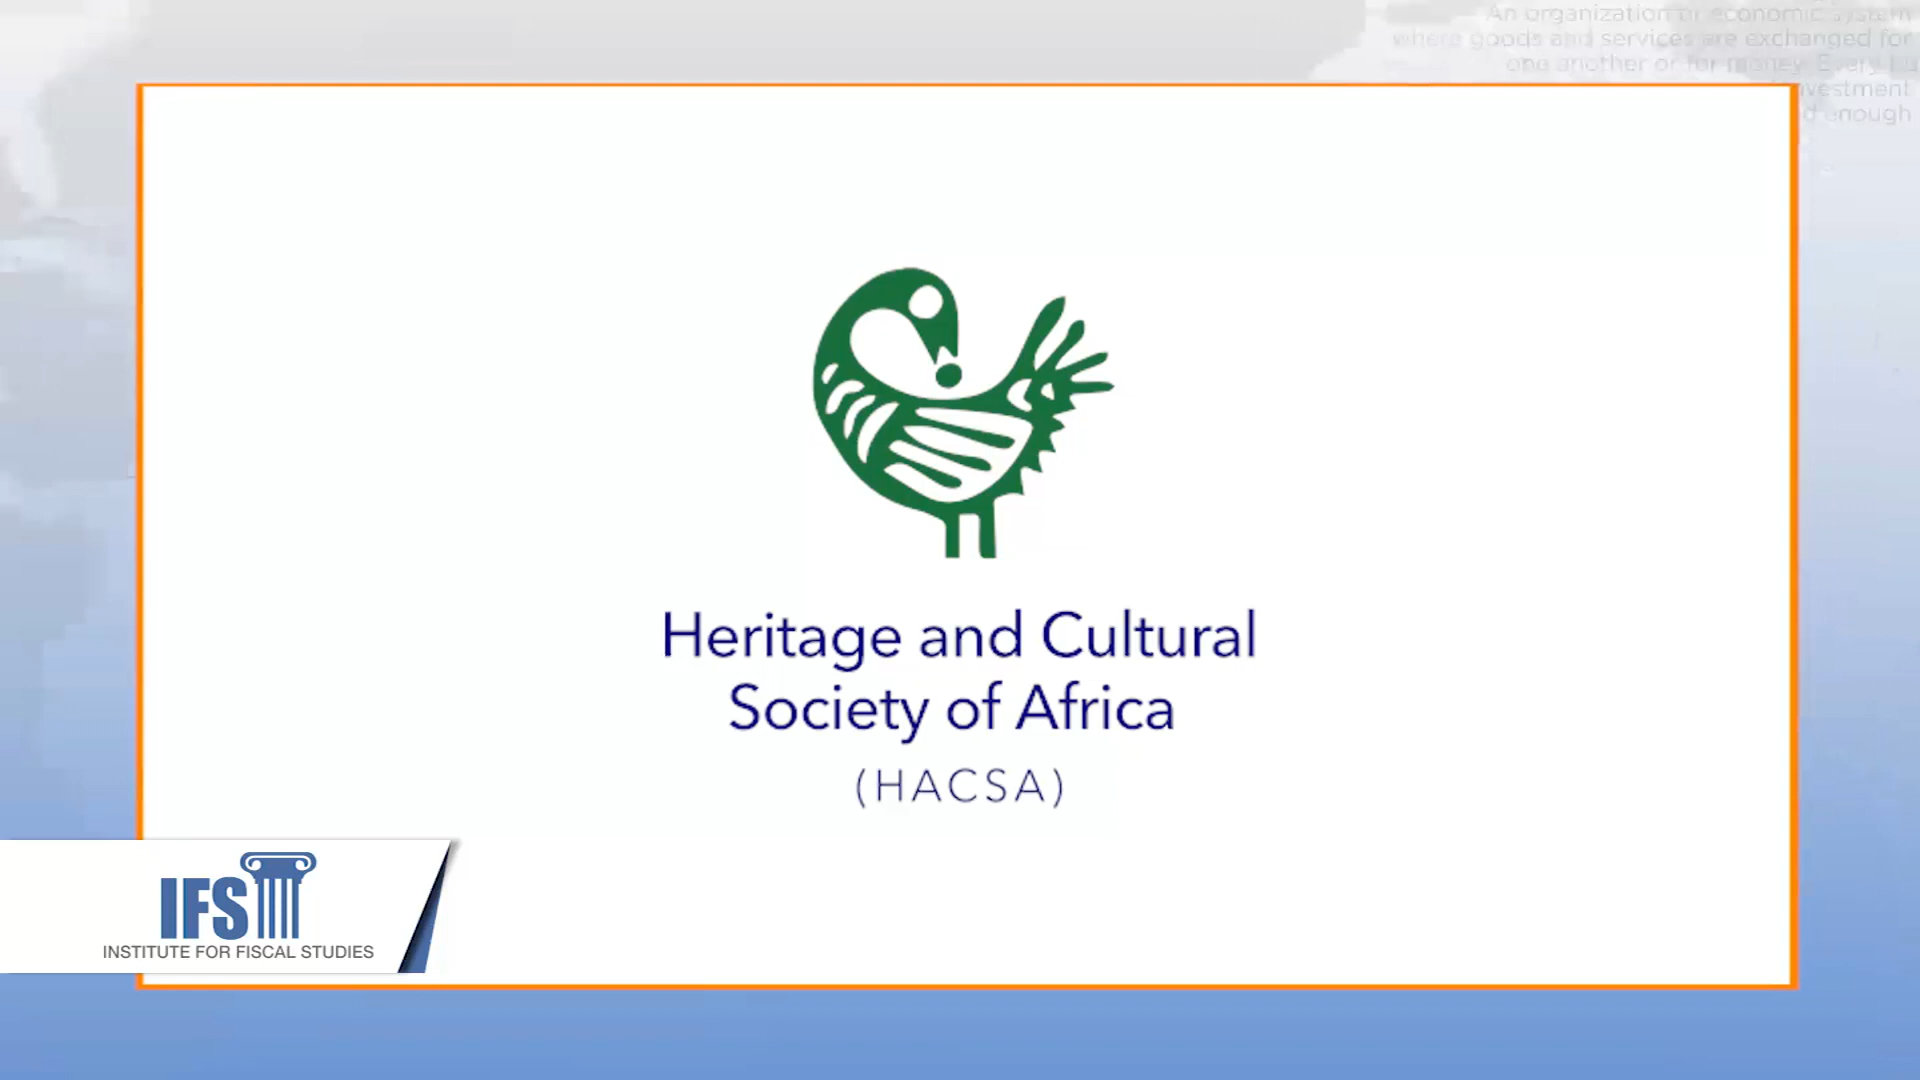 An organization or economic system
where goods and services are exchanged for
one another or for money. Every
investment
enough
Heritage and Cultural
Society of Africa
(HACSA)
IFS
INSTITUTE FOR FISCAL STUDIES